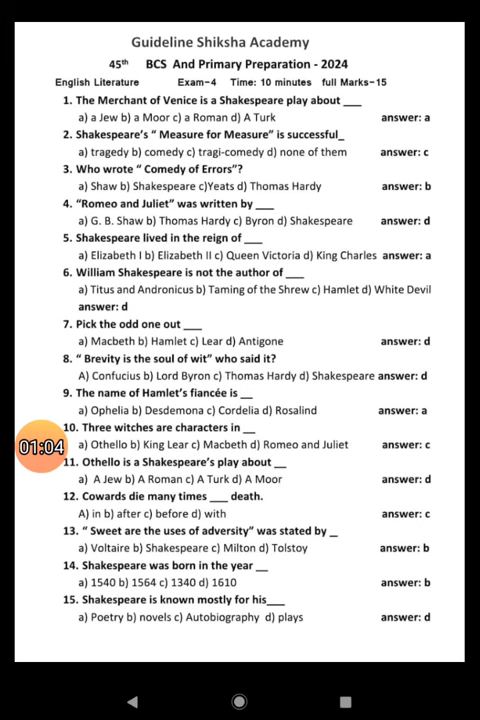 Guideline Shiksha Academy
45th BCS And Primary Preparation - 2024
English Literature Exam-4 Time: 10 minutes full Marks-15
1. The Merchant of Venice is a Shakespeare play about ___
a) a Jew b) a Moor c) a Roman d) A Turk answer: a
2. Shakespeare's " Measure for Measure" is successful_
a) tragedy b) comedy c) tragi-comedy d) none of them answer: c
3. Who wrote " Comedy of Errors"?
a) Shaw b) Shakespeare c)Yeats d) Thomas Hardy answer: b
4. "Romeo and Juliet" was written by ___
a) G. B. Shaw b) Thomas Hardy c) Byron d) Shakespeare answer: d
5. Shakespeare lived in the reign of ___
a) Elizabeth I b) Elizabeth II c) Queen Victoria d) King Charles answer: a
6. William Shakespeare is not the author of ___
a) Titus and Andronicus b) Taming of the Shrew c) Hamlet d) White Devil
answer: d
7. Pick the odd one out ___
a) Macbeth b) Hamlet c) Lear d) Antigone answer: d
8. " Brevity is the soul of wit" who said it?
A) Confucius b) Lord Byron c) Thomas Hardy d) Shakespeare answer: d
9. The name of Hamlet's fiancée is __
a) Ophelia b) Desdemona c) Cordelia d) Rosalind answer: a
10. Three witches are characters in __
01:04 a) Othello b) King Lear c) Macbeth d) Romeo and Juliet answer: c
11. Othello is a Shakespeare's play about __
a) A Jew b) A Roman c) A Turk d) A Moor answer: d
12. Cowards die many times ___ death.
A) in b) after c) before d) with answer: c
13. " Sweet are the uses of adversity" was stated by _
a) Voltaire b) Shakespeare c) Milton d) Tolstoy answer: b
14. Shakespeare was born in the year __
a) 1540 b) 1564 c) 1340 d) 1610 answer: b
15. Shakespeare is known mostly for his___
a) Poetry b) novels c) Autobiography d) plays answer: d